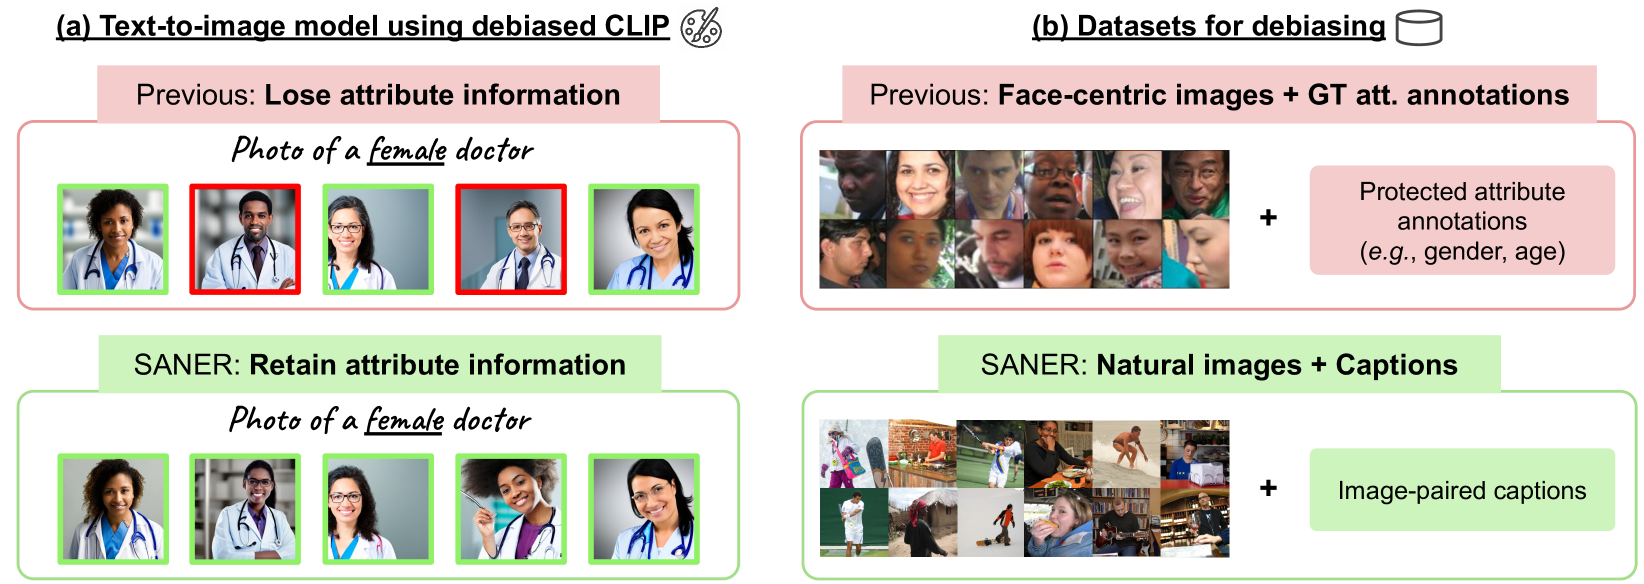 (a) Text-to-image model using debiased CLIP
Previous: Lose attribute information
Photo of a female doctor
SANER: Retain attribute information
Photo of a female doctor
(b) Datasets for debiasing
Previous: Face-centric images + GT att. annotations
+
Protected attribute
annotations
(e.g., gender, age)
SANER: Natural images + Captions
+
Image-paired captions